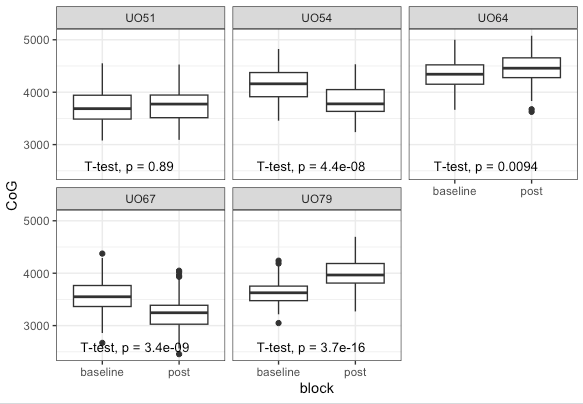 UO51
UO54
UO64
5000
4000
3000
T-test, p = 0.89
T-test, p = 4.4e-08
T-test, p = 0.0094
baseline
post
CoG
UO67
UO79
5000
4000
3000
T-test, p = 3.4e-09
T-test, p = 3.7e-16
baseline
post
baseline
post
block